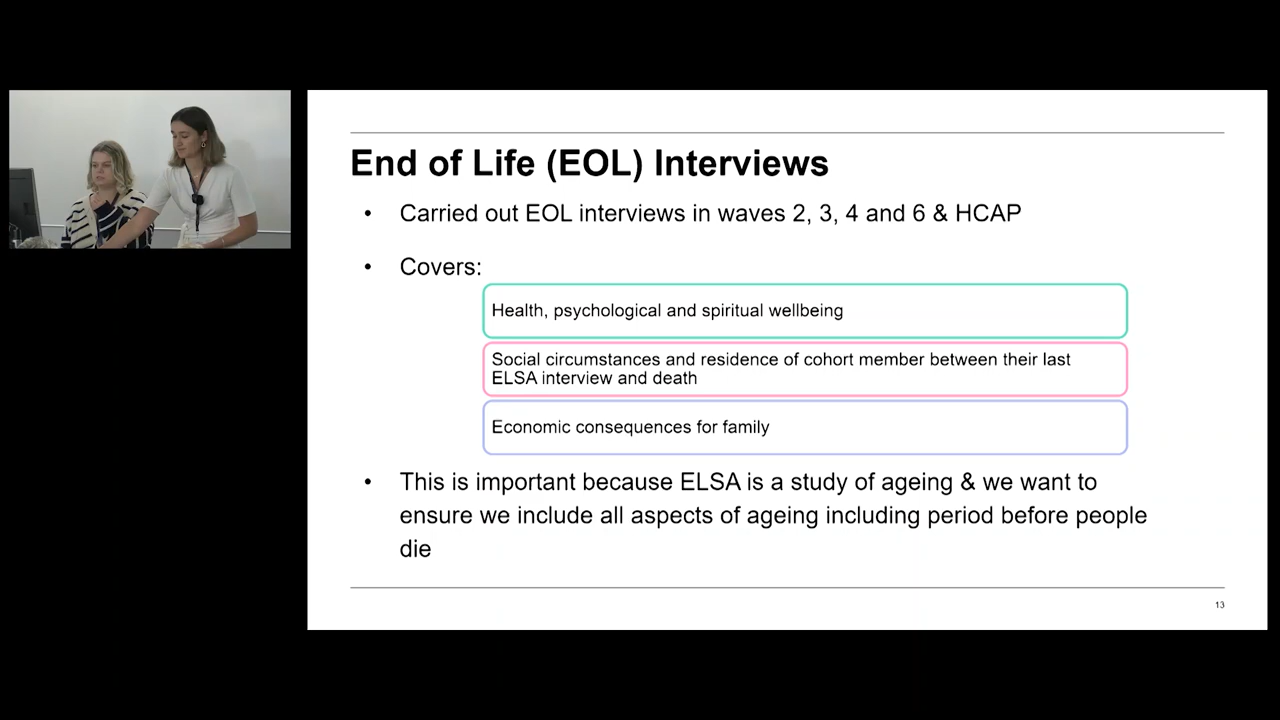 End of Life (EOL) Interviews
• Carried out EOL interviews in waves 2, 3, 4 and 6 & HCAP
• Covers:
Health, psychological and spiritual wellbeing
Social circumstances and residence of cohort member between their last
ELSA interview and death
Economic consequences for family
• This is important because ELSA is a study of ageing & we want to
ensure we include all aspects of ageing including period before people
die
13